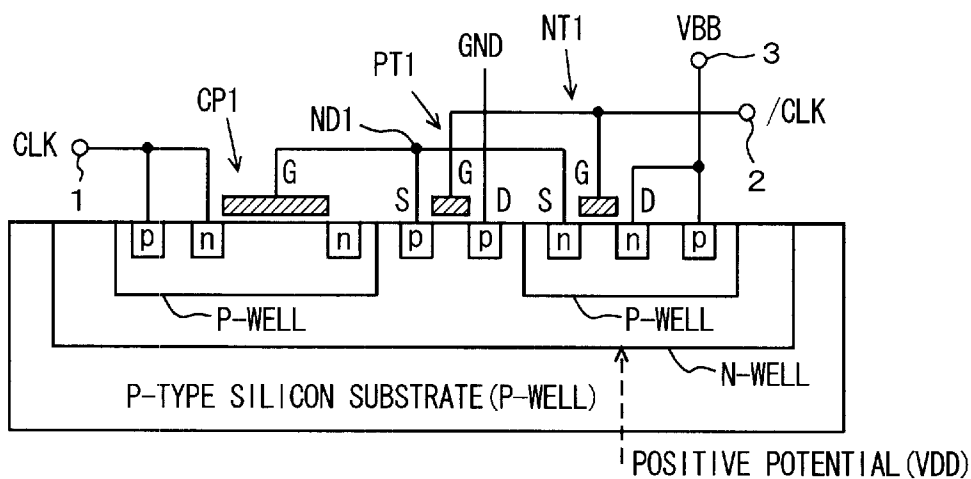 VBB
3
NT1
GND
PT1
CP1
ND1
/CLK
2
CLK
1
G
G
G
S
D
S
D
p
n
n
p
p
n
n
p
P-WELL
P-WELL
N-WELL
P-TYPE SILICON SUBSTRATE(P-WELL)
POSITIVE POTENTIAL(VDD)